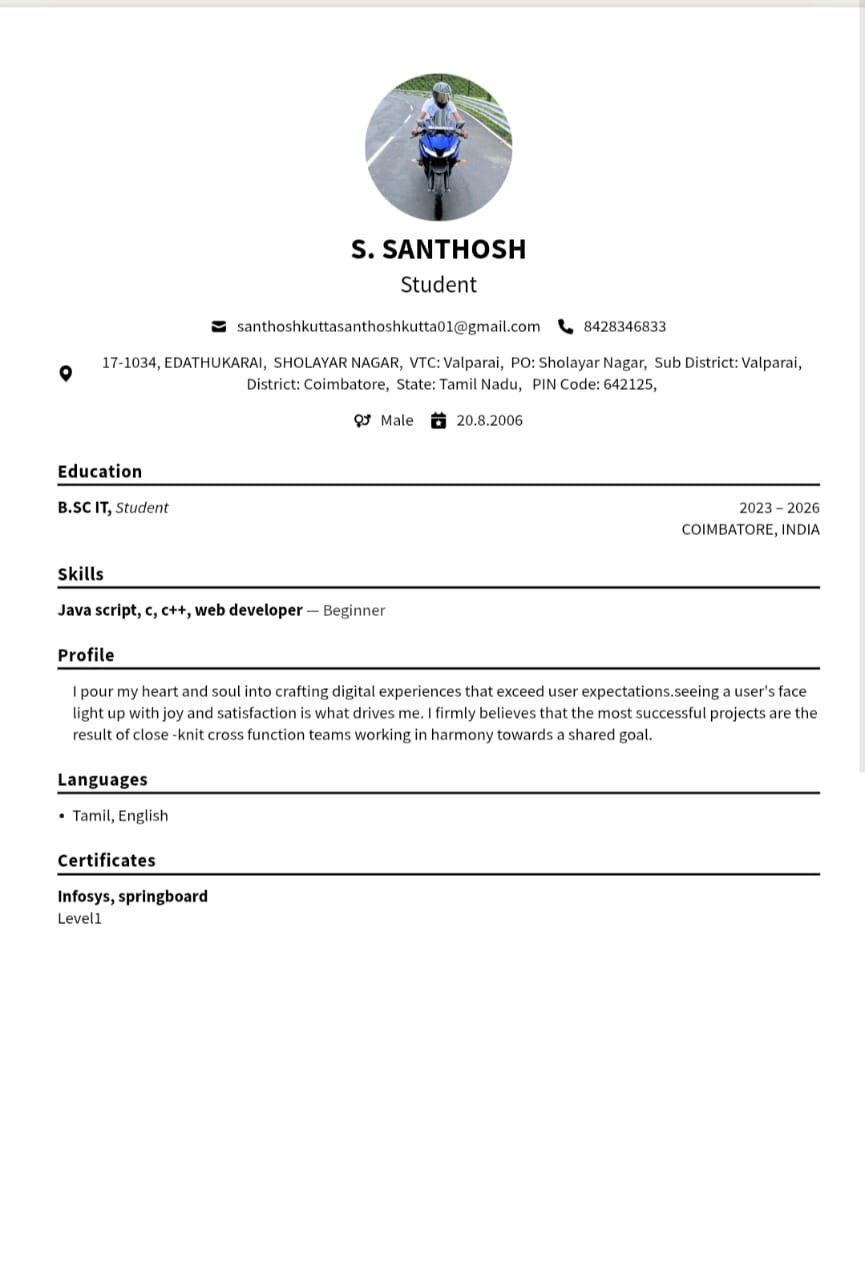 S. SANTHOSH
Student
santhoshkuttasanthoshkutta01@gmail.com 8428346833
17-1034, EDATHUKARAI, SHOLAYAR NAGAR, VTC: Valparai, PO: Sholayar Nagar, Sub District: Valparai,
District: Coimbatore, State: Tamil Nadu, PIN Code: 642125,
Male 20.8.2006
Education
B.SC IT, Student 2023 – 2026
COIMBATORE, INDIA
Skills
Java script, c, c++, web developer — Beginner
Profile
I pour my heart and soul into crafting digital experiences that exceed user expectations.seeing a user's face
light up with joy and satisfaction is what drives me. I firmly believes that the most successful projects are the
result of close -knit cross function teams working in harmony towards a shared goal.
Languages
• Tamil, English
Certificates
Infosys, springboard
Level1